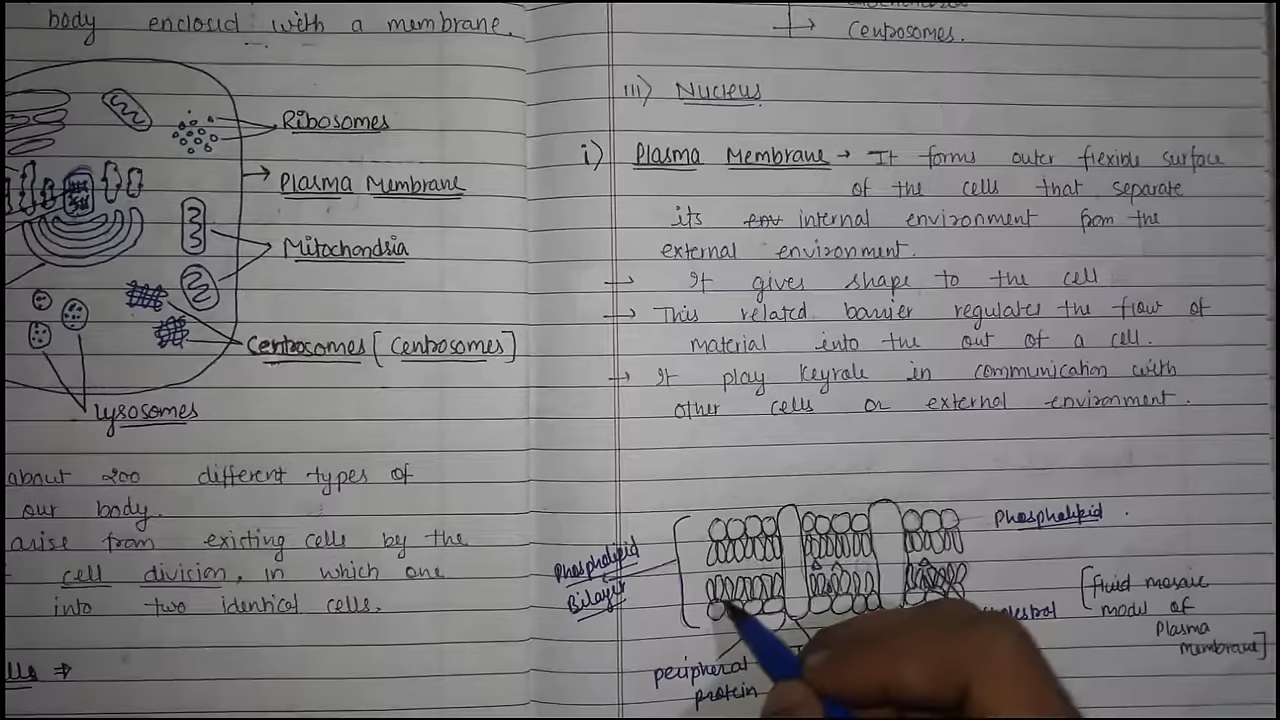 body enclosed with a membrane.
Ribosomes
Plasma Membrane
Mitochondria
Centrosomes [Centrosomes]
Lysosomes
about 200 different types of
our body.
arise from existing cells by the
cell division, in which one
into two identical cells.
Centrosomes.
iii) Nucleus
i) Plasma Membrane → It forms outer flexible surface
of the cells that separate
its internal environment from the
external environment.
→ It gives shape to the cell
→ This related barrier regulates the flow of
material into the out of a cell.
→ It play keyrole in communication with
other cells or external environment.
Phospholipid
Phospholipid
Bilayer
[fluid mosaic
model of
Plasma
membrane]
peripheral
protein